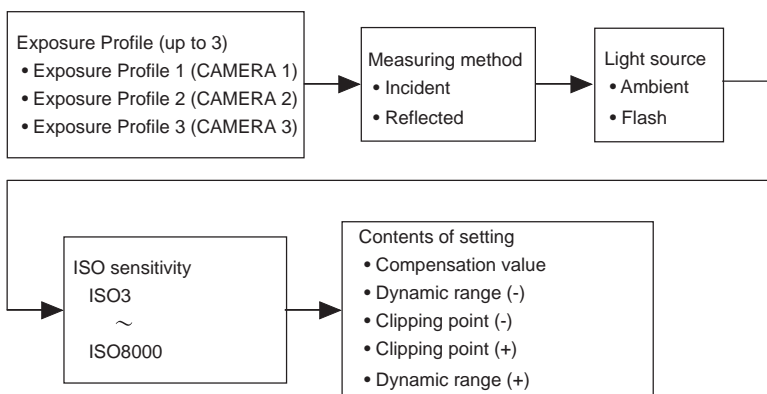 Exposure Profile (up to 3)
• Exposure Profile 1 (CAMERA 1)
• Exposure Profile 2 (CAMERA 2)
• Exposure Profile 3 (CAMERA 3)
Measuring method
• Incident
• Reflected
Light source
• Ambient
• Flash
ISO sensitivity
ISO3
～
ISO8000
Contents of setting
• Compensation value
• Dynamic range (-)
• Clipping point (-)
• Clipping point (+)
• Dynamic range (+)